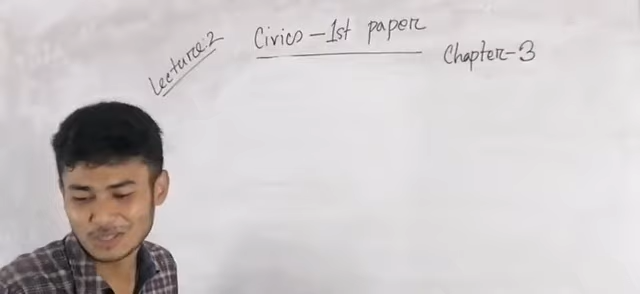 Lecture: 2
Civics - 1st paper
Chapter - 3